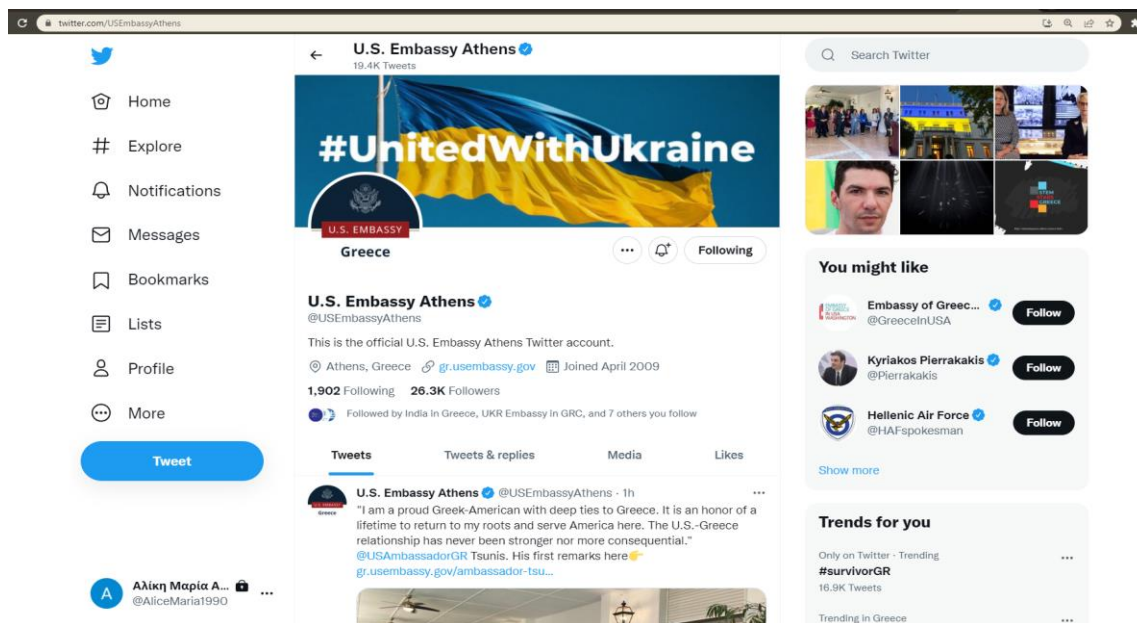 twitter.com/USEmbassyAthens
U.S. Embassy Athens
19.4K Tweets
Search Twitter
Home
Explore
Notifications
Messages
Bookmarks
Lists
Profile
More
Tweet
Αλίκη Μαρία Α...
@AliceMaria1990
#UnitedWithUkraine
U.S. EMBASSY
Greece
Following
U.S. Embassy Athens
@USEmbassyAthens
This is the official U.S. Embassy Athens Twitter account.
Athens, Greece gr.usembassy.gov Joined April 2009
1,902 Following 26.3K Followers
Followed by India in Greece, UKR Embassy in GRC, and 7 others you follow
Tweets Tweets & replies Media Likes
U.S. Embassy Athens @USEmbassyAthens · 1h
"I am a proud Greek-American with deep ties to Greece. It is an honor of a
lifetime to return to my roots and serve America here. The U.S.-Greece
relationship has never been stronger nor more consequential."
@USAmbassadorGR Tsunis. His first remarks here
gr.usembassy.gov/ambassador-tsu...
You might like
Embassy of Greec...
@GreeceInUSA
Follow
Kyriakos Pierrakakis
@Pierrakakis
Follow
Hellenic Air Force
@HAFspokesman
Follow
Show more
Trends for you
Only on Twitter · Trending
#survivorGR
16.9K Tweets
Trending in Greece